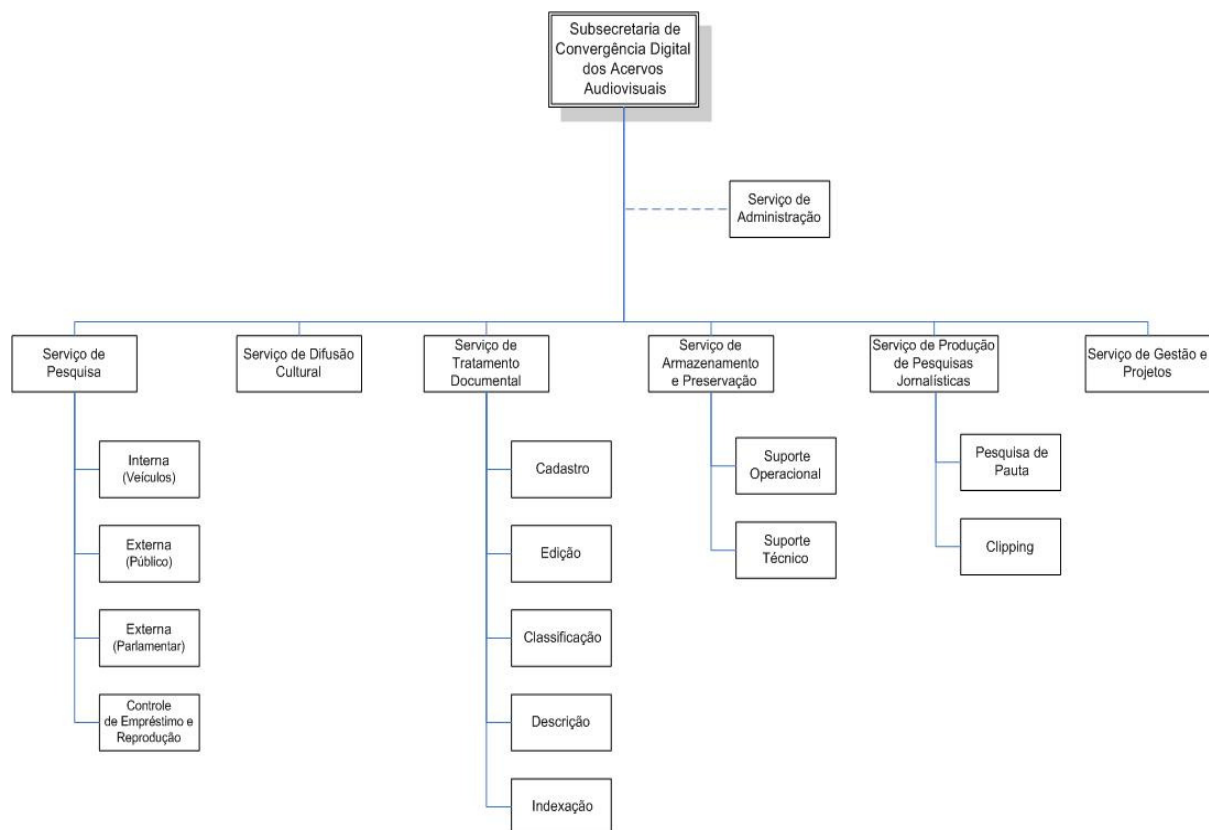 Subsecretaria de
Convergência Digital
dos Acervos
Audiovisuais
Serviço de
Administração
Serviço de
Pesquisa
Serviço de Difusão
Cultural
Serviço de
Tratamento
Documental
Serviço de
Armazenamento
e Preservação
Serviço de Produção
de Pesquisas
Jornalísticas
Serviço de Gestão e
Projetos
Interna
(Veículos)
Externa
(Público)
Externa
(Parlamentar)
Controle
de Empréstimo e
Reprodução
Cadastro
Edição
Classificação
Descrição
Indexação
Suporte
Operacional
Suporte
Técnico
Pesquisa de
Pauta
Clipping